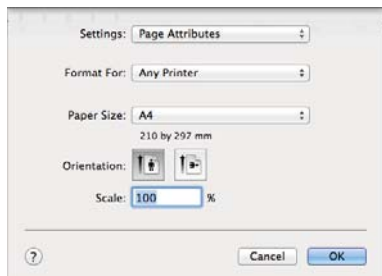 Settings: Page Attributes
Format For: Any Printer
Paper Size: A4
210 by 297 mm
Orientation:
Scale: 100 %
? Cancel OK